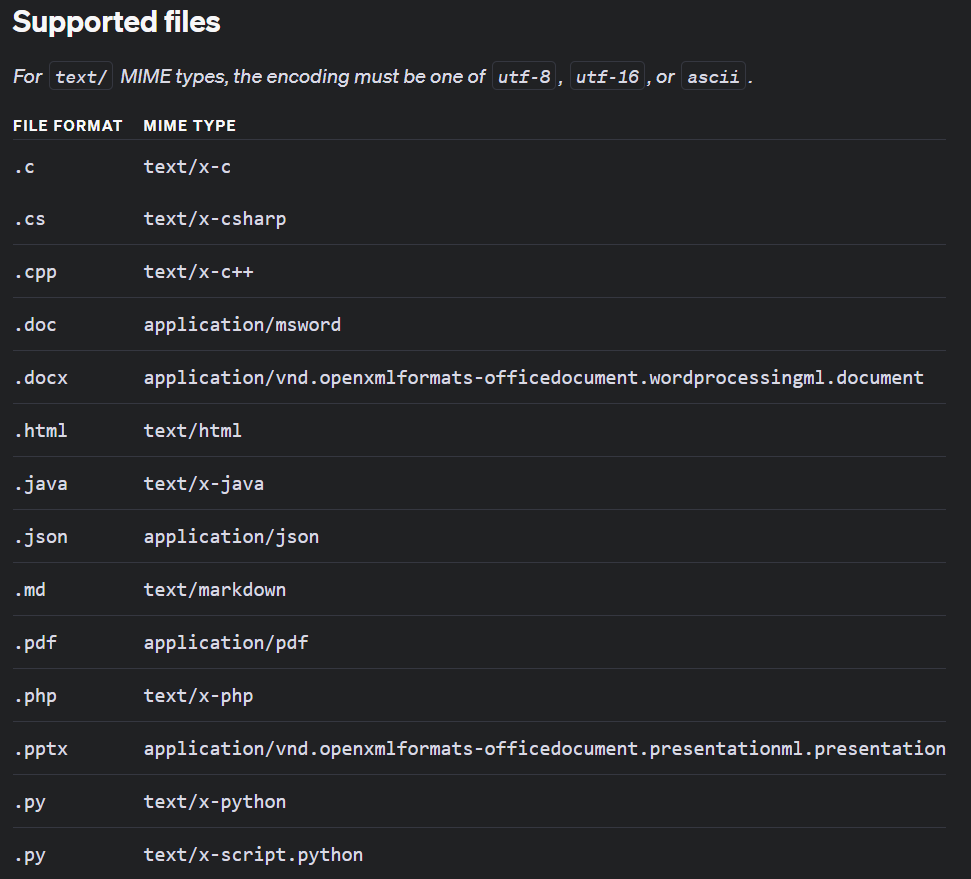 Supported files
For text/ MIME types, the encoding must be one of utf-8, utf-16, or ascii.
FILE FORMAT MIME TYPE
.c text/x-c
.cs text/x-csharp
.cpp text/x-c++
.doc application/msword
.docx application/vnd.openxmlformats-officedocument.wordprocessingml.document
.html text/html
.java text/x-java
.json application/json
.md text/markdown
.pdf application/pdf
.php text/x-php
.pptx application/vnd.openxmlformats-officedocument.presentationml.presentation
.py text/x-python
.py text/x-script.python